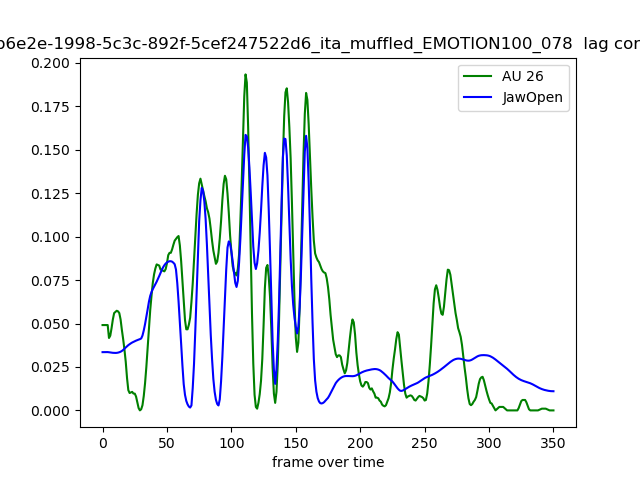 b6e2e-1998-5c3c-892f-5cef247522d6_ita_muffled_EMOTION100_078 lag cor
0.200
0.175
0.150
0.125
0.100
0.075
0.050
0.025
0.000
AU 26
JawOpen
0 50 100 150 200 250 300 350
frame over time